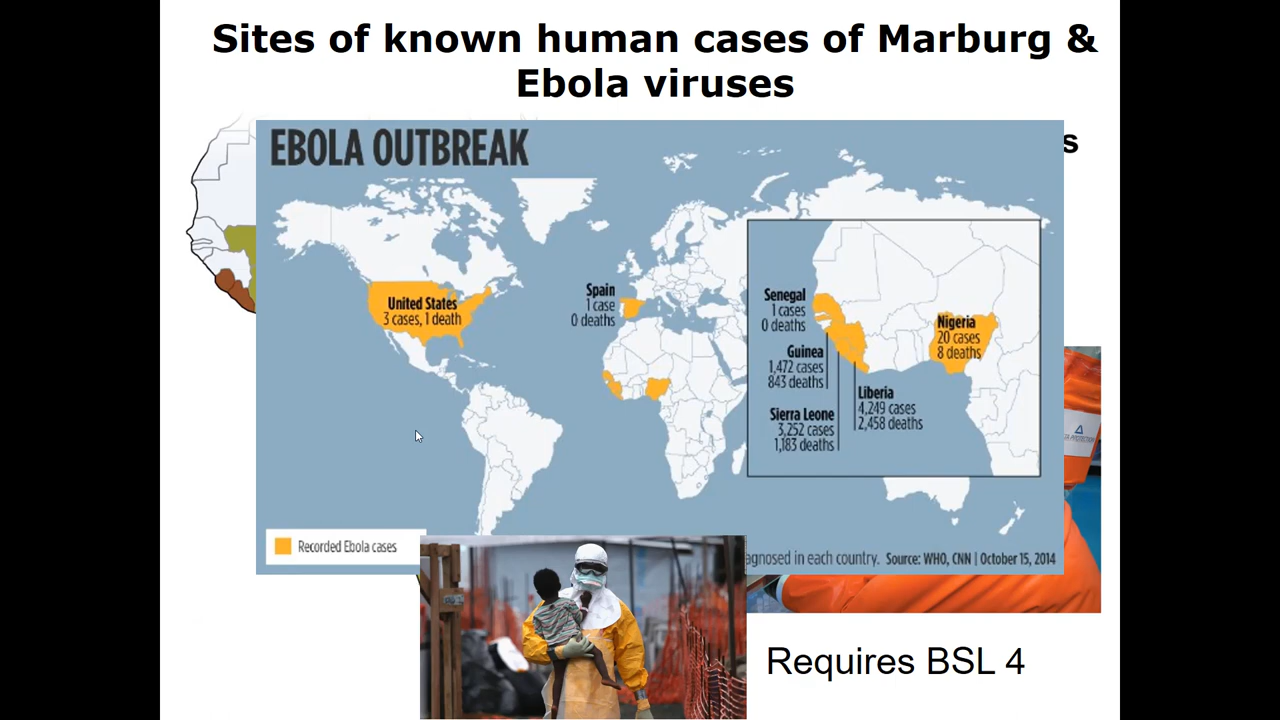 Sites of known human cases of Marburg &
Ebola viruses
s
EBOLA OUTBREAK
United States
3 cases, 1 death
Spain
1 case
0 deaths
Senegal
1 cases
0 deaths
Guinea
1,472 cases
843 deaths
Sierra Leone
3,252 cases
1,183 deaths
Liberia
4,249 cases
2,458 deaths
Nigeria
20 cases
8 deaths
Recorded Ebola cases
agnosed in each country. Source: WHO, CNN | October 15, 2014
Requires BSL 4